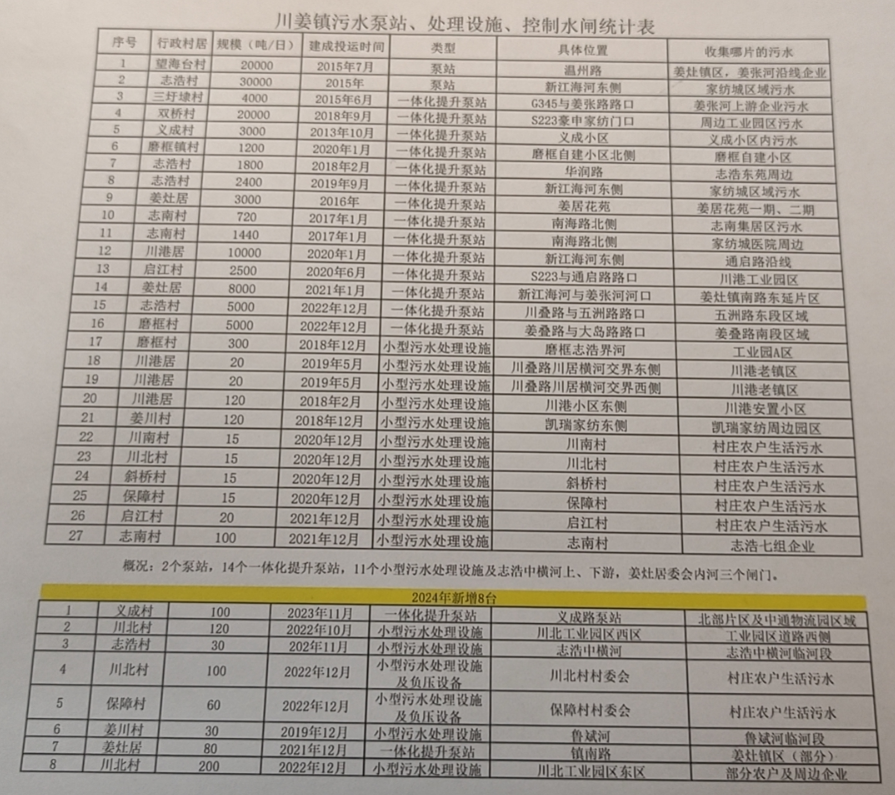 川姜镇污水泵站、处理设施、控制水闸统计表
序号 行政村居 规模（吨/日） 建成投运时间 类型 具体位置 收集哪片的污水
1 望海台村 20000 2015年7月 泵站 温州路 姜灶镇区，姜张河沿线企业
2 志浩村 30000 2015年 泵站 新江海河东侧 家纺城区域污水
3 三圩埭村 4000 2015年6月 一体化提升泵站 G345与姜张路路口 姜张河上游企业污水
4 双桥村 20000 2018年9月 一体化提升泵站 S223豪申家纺门口 周边工业园区污水
5 义成村 3000 2013年10月 一体化提升泵站 义成小区 义成小区内污水
6 磨框镇村 1200 2020年1月 一体化提升泵站 磨框自建小区北侧 磨框自建小区
7 志浩村 1800 2018年2月 一体化提升泵站 华润路 志浩东苑周边
8 志浩村 2400 2019年9月 一体化提升泵站 新江海河东侧 家纺城区域污水
9 姜灶居 3000 2016年 一体化提升泵站 姜居花苑 姜居花苑一期、二期
10 志南村 720 2017年1月 一体化提升泵站 南海路北侧 志南集居区污水
11 志南村 1440 2017年1月 一体化提升泵站 南海路北侧 家纺城医院周边
12 川港居 10000 2020年1月 一体化提升泵站 新江海河东侧 通启路沿线
13 启江村 2500 2020年6月 一体化提升泵站 S223与通启路路口 川港工业园区
14 姜灶居 8000 2021年1月 一体化提升泵站 新江海河与姜张河河口 姜灶镇南路东延片区
15 志浩村 5000 2022年12月 一体化提升泵站 川叠路与五洲路路口 五洲路东段区域
16 磨框村 5000 2022年12月 一体化提升泵站 姜叠路与大岛路路口 姜叠路南段区域
17 磨框村 300 2018年12月 小型污水处理设施 磨框志浩界河 工业园A区
18 川港居 20 2019年5月 小型污水处理设施 川叠路川居横河交界东侧 川港老镇区
19 川港居 20 2019年5月 小型污水处理设施 川叠路川居横河交界西侧 川港老镇区
20 川港居 120 2018年2月 小型污水处理设施 川港小区东侧 川港安置小区
21 姜川村 120 2018年12月 小型污水处理设施 凯瑞家纺东侧 凯瑞家纺周边园区
22 川南村 15 2020年12月 小型污水处理设施 川南村 村庄农户生活污水
23 川北村 15 2020年12月 小型污水处理设施 川北村 村庄农户生活污水
24 斜桥村 15 2020年12月 小型污水处理设施 斜桥村 村庄农户生活污水
25 保障村 15 2020年12月 小型污水处理设施 保障村 村庄农户生活污水
26 启江村 20 2021年12月 小型污水处理设施 启江村 村庄农户生活污水
27 志南村 100 2021年12月 小型污水处理设施 志南村 志浩七组企业
概况：2个泵站，14个一体化提升泵站，11个小型污水处理设施及志浩中横河上、下游，姜灶居委会内河三个闸门。
2024年新增8台
1 义成村 100 2023年11月 一体化提升泵站 义成路泵站 北部片区及中通物流园区域
2 川北村 120 2022年10月 小型污水处理设施 川北工业园区西区 工业园区道路西侧
3 志浩村 30 202年11月 小型污水处理设施 志浩中横河 志浩中横河临河段
4 川北村 100 2022年12月 小型污水处理设施及负压设备 川北村村委会 村庄农户生活污水
5 保障村 60 2022年12月 小型污水处理设施及负压设备 保障村村委会 村庄农户生活污水
6 姜川村 30 2019年12月 小型污水处理设施 鲁斌河 鲁斌河临河段
7 姜灶居 80 2021年12月 一体化提升泵站 镇南路 姜灶镇区（部分）
8 川北村 200 2022年12月 小型污水处理设施 川北工业园区东区 部分农户及周边企业